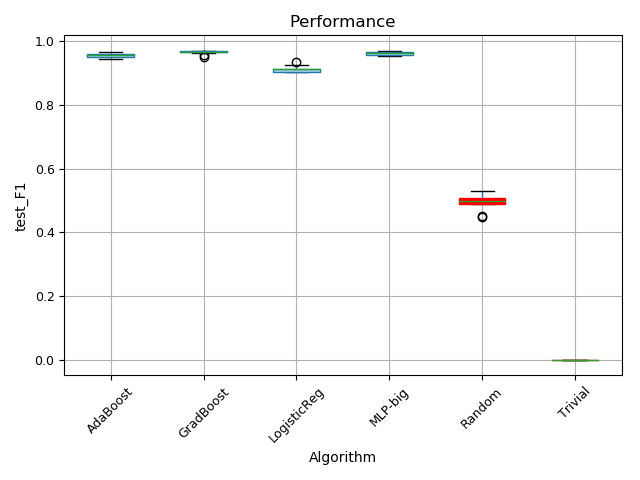 Performance
test_F1
1.0
0.8
0.6
0.4
0.2
0.0
AdaBoost
GradBoost
LogisticReg
MLP-big
Random
Trivial
Algorithm